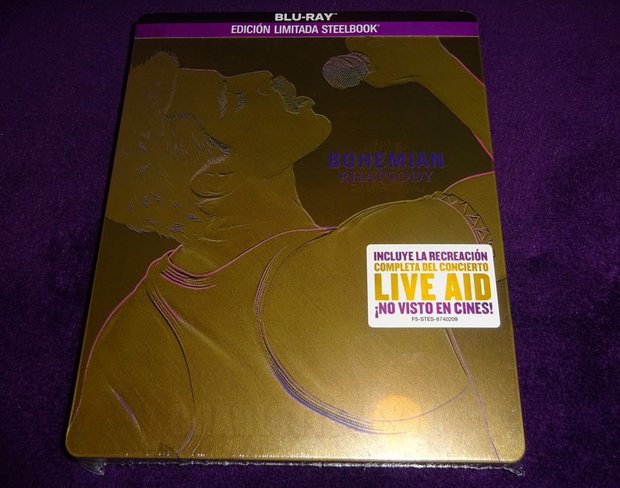 BLU-RAY™
EDICIÓN LIMITADA STEELBOOK®
BOHEMIAN
RHAPSODY
INCLUYE LA RECREACIÓN
COMPLETA DEL CONCIERTO
LIVE AID
¡NO VISTO EN CINES!
F5-STES-8740209